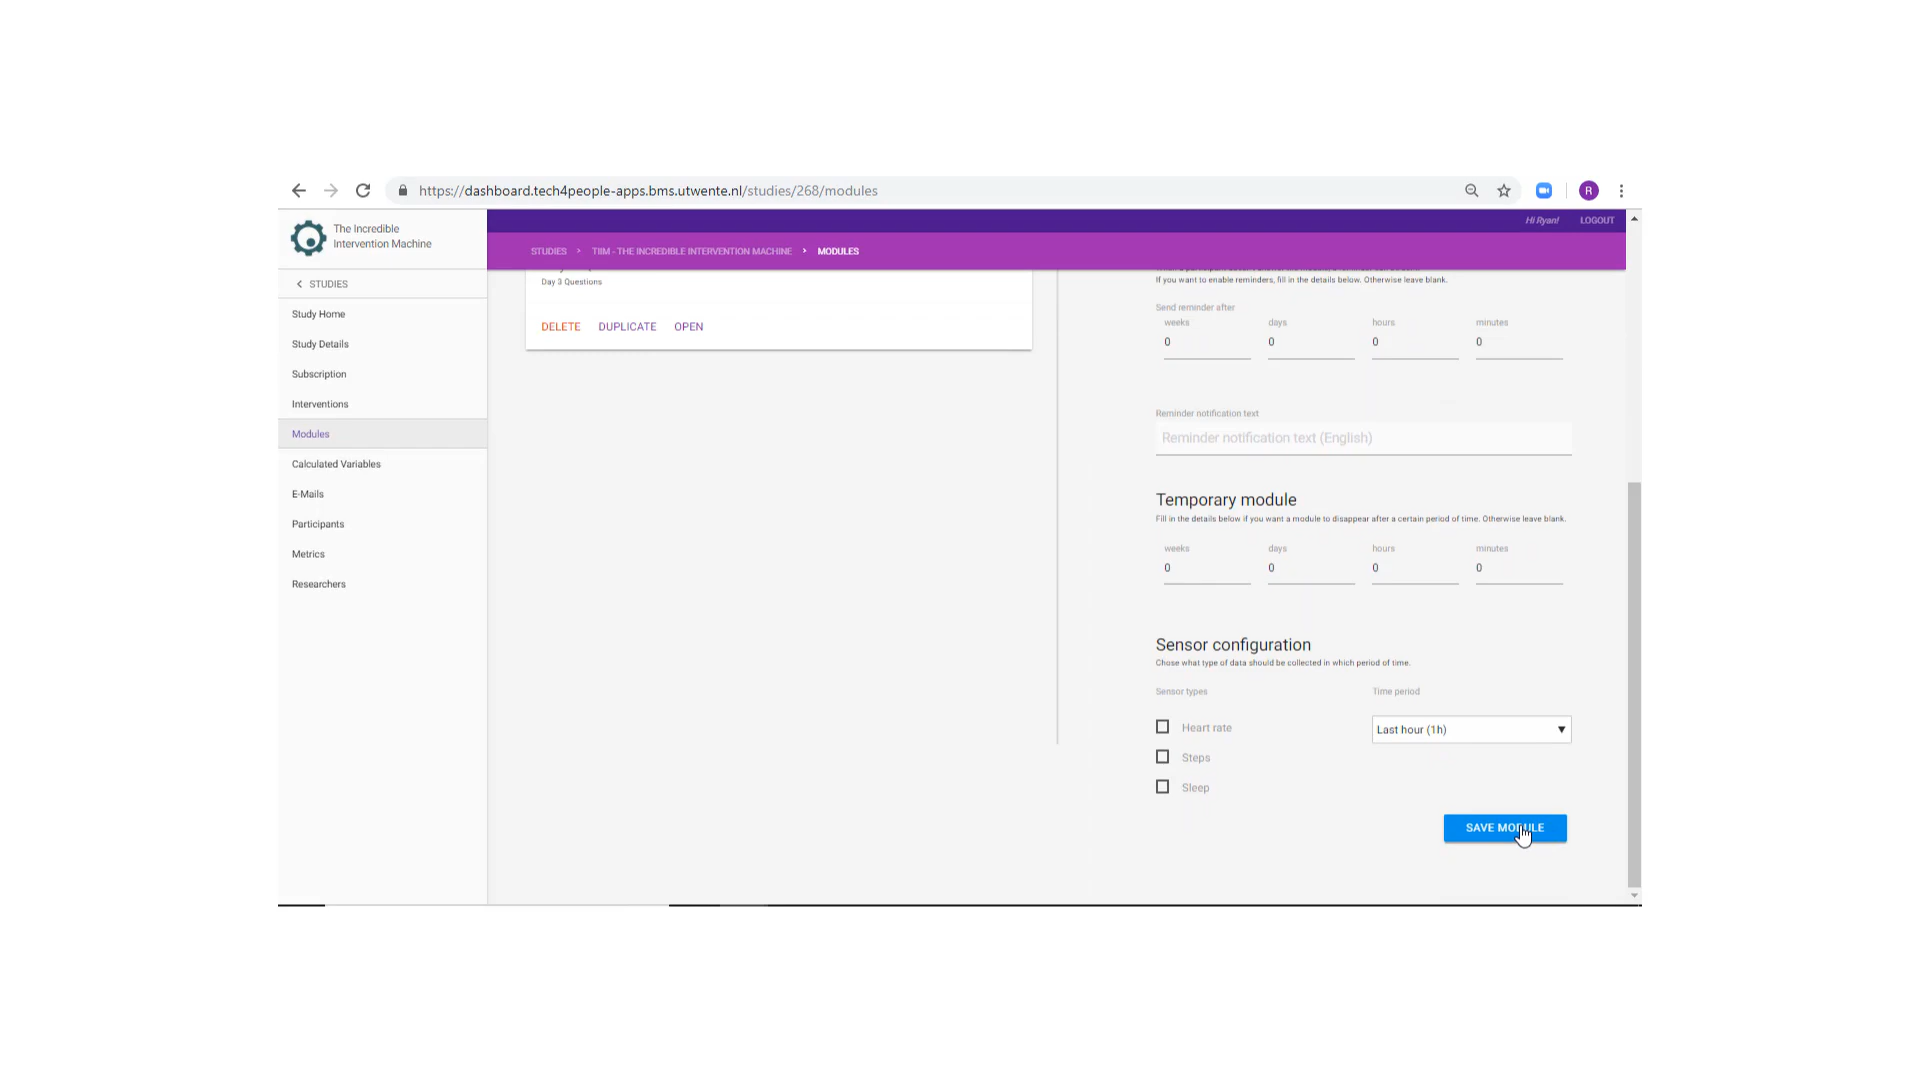 https://dashboard.tech4people-apps.bms.utwente.nl/studies/268/modules
R
The Incredible
Intervention Machine
Hi Ryan!
LOGOUT
STUDIES > TIIM - THE INCREDIBLE INTERVENTION MACHINE > MODULES
STUDIES
Study Home
Study Details
Subscription
Interventions
Modules
Calculated Variables
E-Mails
Participants
Metrics
Researchers
Day 3 Questions
DELETE DUPLICATE OPEN
If you want to enable reminders, fill in the details below. Otherwise leave blank.
Send reminder after
weeks days hours minutes
0 0 0 0
Reminder notification text
Reminder notification text (English)
Temporary module
Fill in the details below if you want a module to disappear after a certain period of time. Otherwise leave blank.
weeks days hours minutes
0 0 0 0
Sensor configuration
Chose what type of data should be collected in which period of time.
Sensor types Time period
Heart rate Last hour (1h)
Steps
Sleep
SAVE MODULE